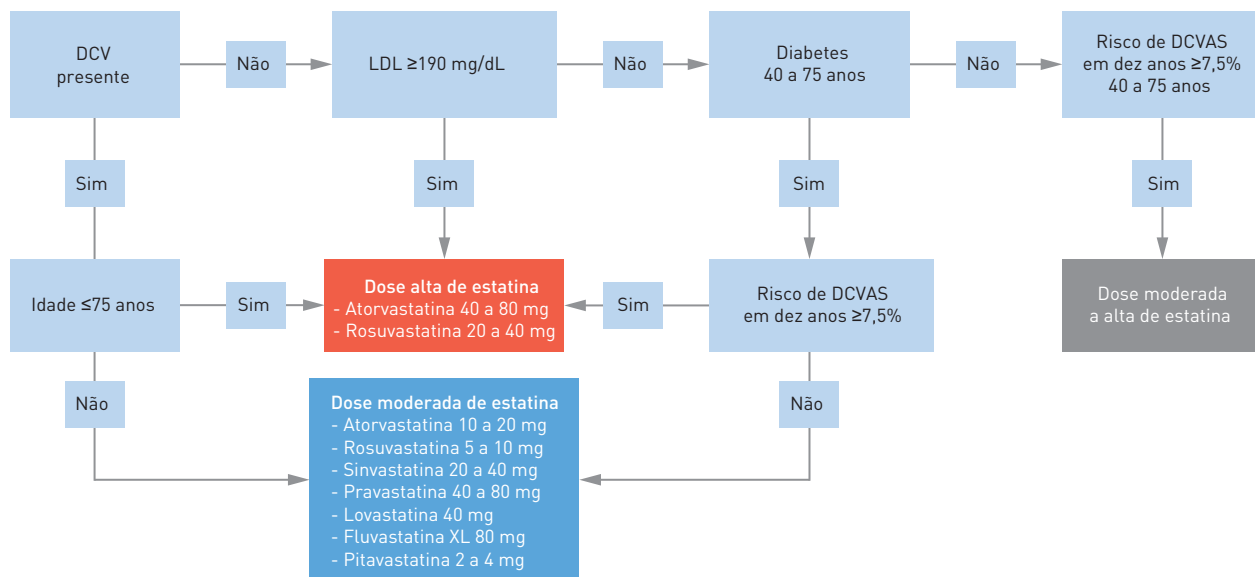 DCV
presente
Não
LDL ≥190 mg/dL
Não
Diabetes
40 a 75 anos
Não
Risco de DCVAS
em dez anos ≥7,5%
40 a 75 anos
Sim
Sim
Sim
Sim
Idade ≤75 anos
Sim
Dose alta de estatina
- Atorvastatina 40 a 80 mg
- Rosuvastatina 20 a 40 mg
Sim
Risco de DCVAS
em dez anos ≥7,5%
Dose moderada
a alta de estatina
Não
Dose moderada de estatina
- Atorvastatina 10 a 20 mg
- Rosuvastatina 5 a 10 mg
- Sinvastatina 20 a 40 mg
- Pravastatina 40 a 80 mg
- Lovastatina 40 mg
- Fluvastatina XL 80 mg
- Pitavastatina 2 a 4 mg
Não